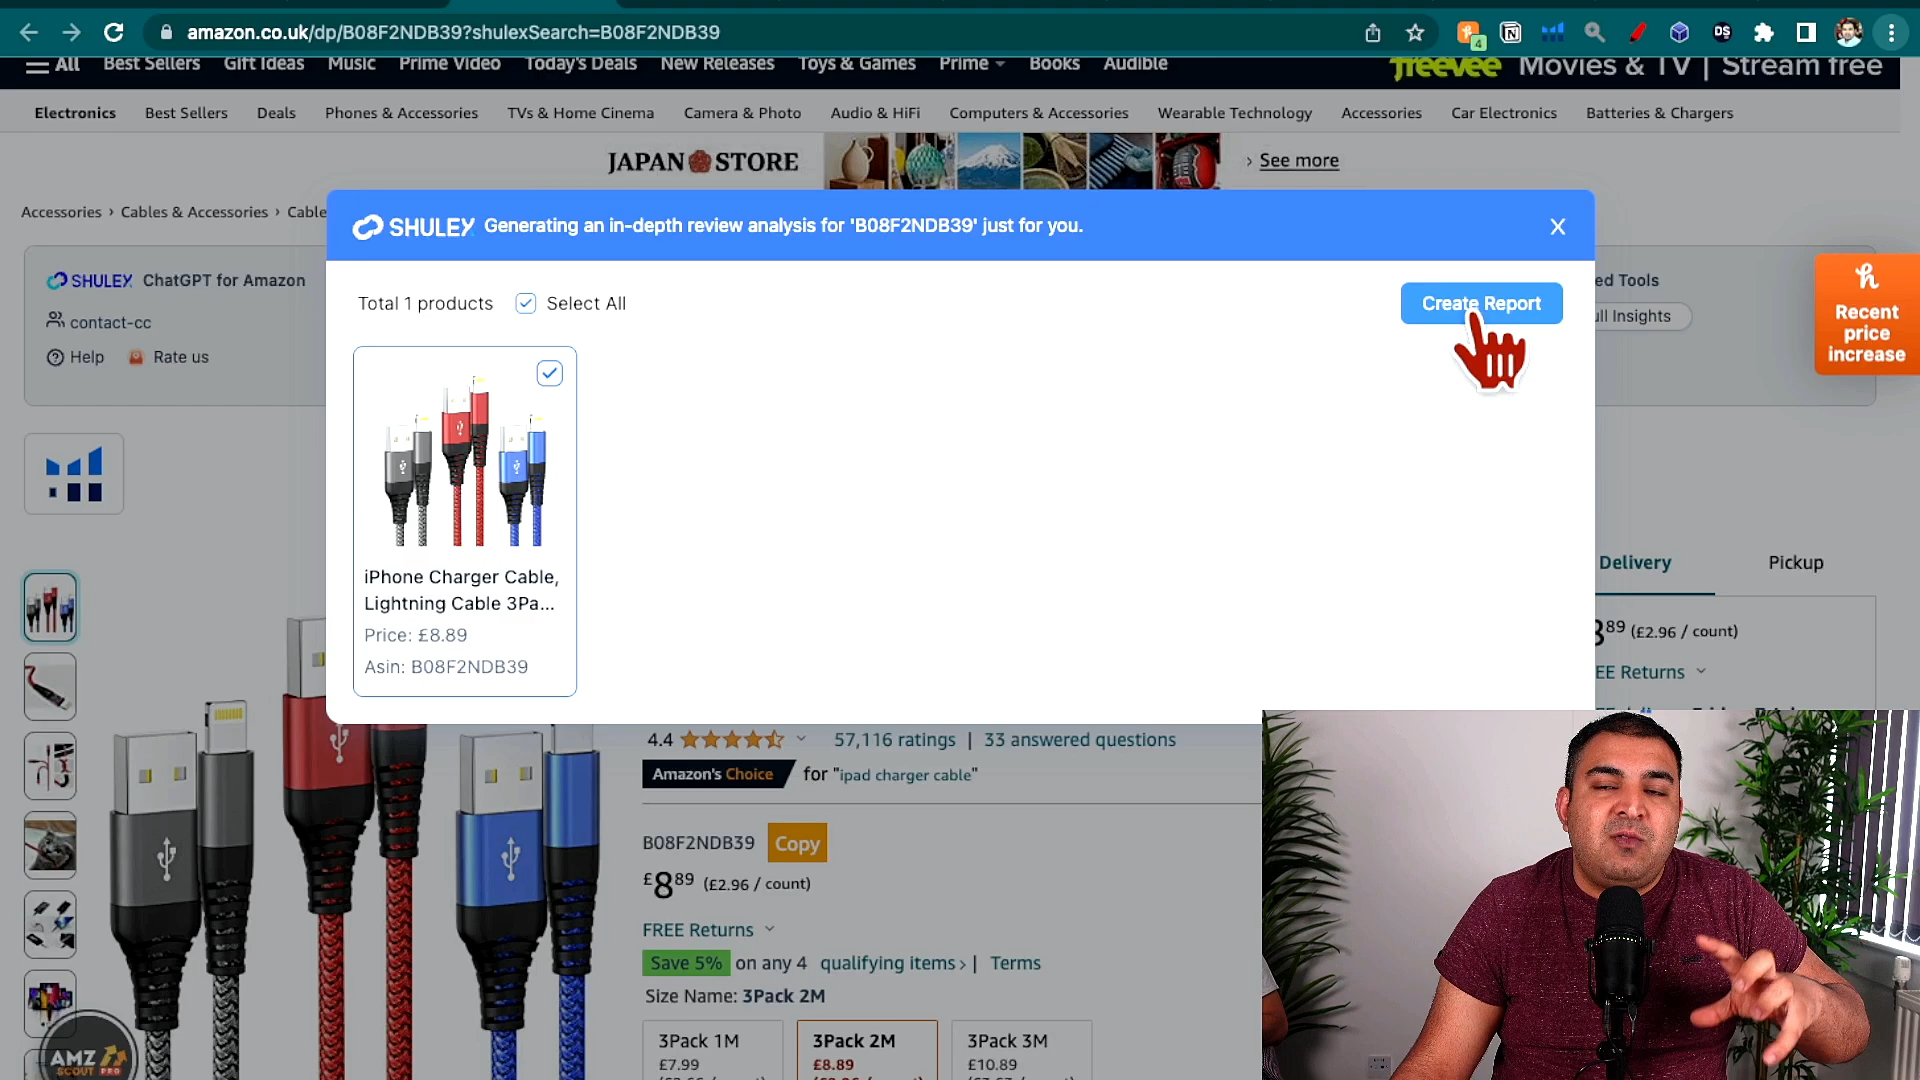 amazon.co.uk/dp/B08F2NDB39?shulexSearch=B08F2NDB39
4
DS
All Best Sellers Gift Ideas Music Prime Video Today's Deals New Releases Toys & Games Prime Books Audible
freevee Movies & TV | Stream free
Electronics Best Sellers Deals Phones & Accessories TVs & Home Cinema Camera & Photo Audio & HiFi Computers & Accessories Wearable Technology Accessories Car Electronics Batteries & Chargers
JAPAN STORE › See more
Accessories › Cables & Accessories › Cable
SHULEX Generating an in-depth review analysis for 'B08F2NDB39' just for you. X
SHULEX ChatGPT for Amazon
contact-cc
Help Rate us
Total 1 products Select All
Create Report
ed Tools
ull Insights
h
Recent
price
increase
iPhone Charger Cable,
Lightning Cable 3Pa...
Price: £8.89
Asin: B08F2NDB39
Delivery Pickup
8⁸⁹ (£2.96 / count)
EE Returns
4.4 57,116 ratings | 33 answered questions
Amazon's Choice for "ipad charger cable"
B08F2NDB39 Copy
£8⁸⁹ (£2.96 / count)
FREE Returns
Save 5% on any 4 qualifying items › | Terms
Size Name: 3Pack 2M
3Pack 1M 3Pack 2M 3Pack 3M
£7.99 £8.89 £10.89
AMZ
SCOUT PRO